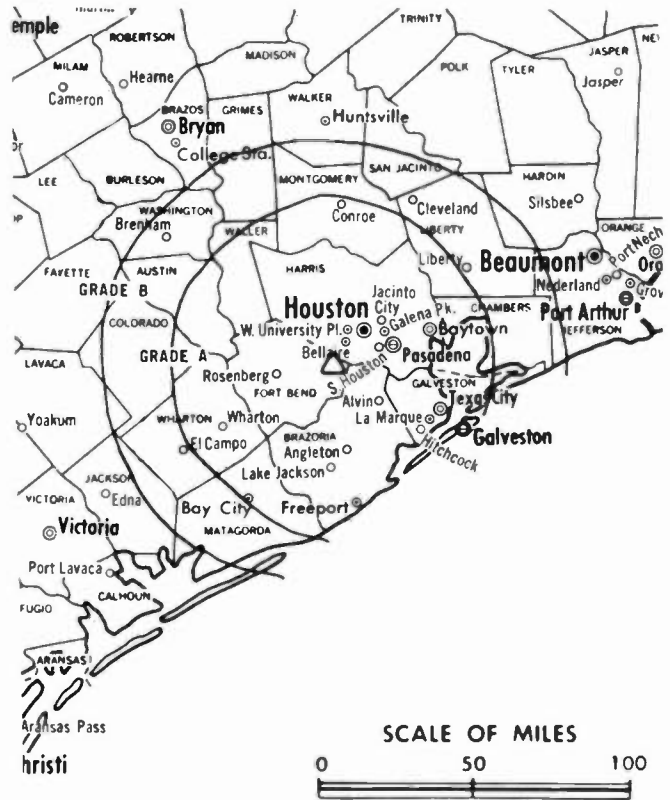 TRINITY
emple
ROBERTSON
JASPER
MILAM
MADISON
POLK
TYLER
Hearne
Jasper
Cameron
WALKER
BRAZOS
GRIMES
Bryan
Huntsville
College Sta.
SAN JACINTO
HARDIN
LEE
BURLESON
MONTGOMERY
Silsbee
WASHINGTON
Conroe
Cleveland
Brenham
WALLER
LIBERTY
ORANGE
Liberty
Beaumont
Port Nech
Ora
FAYETTE
AUSTIN
HARRIS
Nederland
Grov
GRADE B
Jacinto
City
Houston
Galena Pk.
CHAMBERS
Port Arthur
COLORADO
W. University Pl.
Baytown
JEFFERSON
GRADE A
Bellaire
Pasadena
LAVACA
Rosenberg
S. Houston
FORT BEND
GALVESTON
Alvin
Texas City
La Marque
Yoakum
WHARTON
Wharton
Galveston
El Campo
BRAZORIA
Angleton
Hitchcock
Lake Jackson
JACKSON
VICTORIA
Edna
Bay City
Freeport
Victoria
MATAGORDA
Port Lavaca
CALHOUN
FUGIO
ARANSAS
Aransas Pass
hristi
SCALE OF MILES
0 50 100